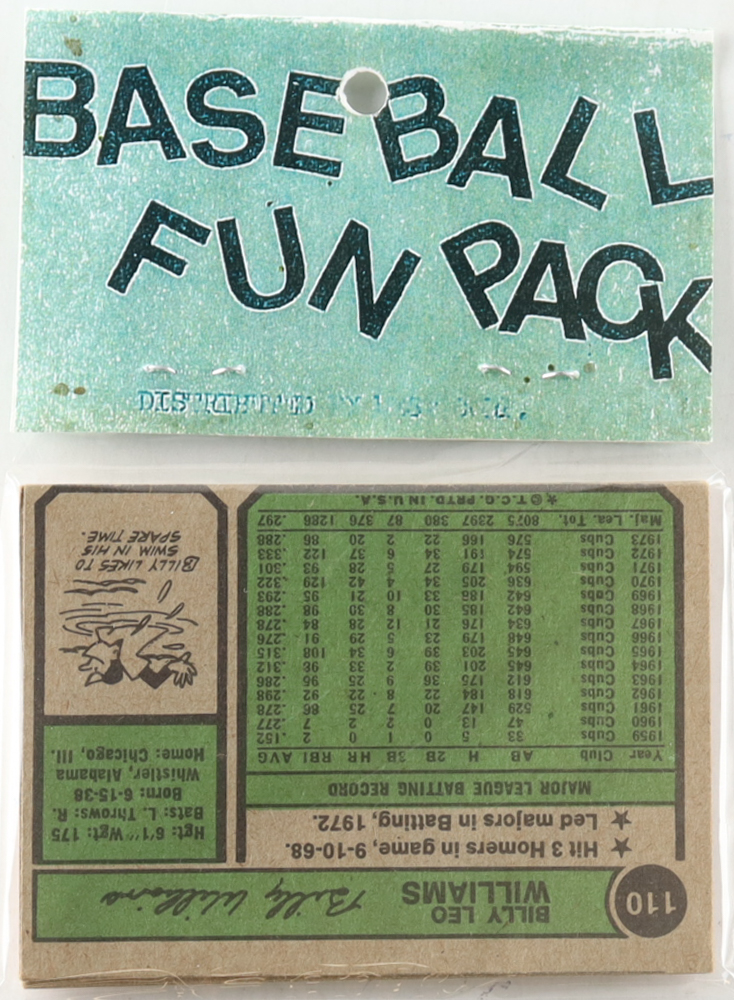 BASEBALL
FUN PACK
DISTRIBUTED
110
BILLY LEO
WILLIAMS
Billy Williams
★ Hit 3 Homers in game, 9-10-68.
★ Led majors in Batting, 1972.
MAJOR LEAGUE BATTING RECORD
Year Club AB H 2B 3B HR RBI AVG
1959 Cubs 33 5 0 1 0 2 .152
1960 Cubs 47 13 0 2 2 7 .277
1961 Cubs 529 147 20 7 25 86 .278
1962 Cubs 618 184 22 8 22 92 .298
1963 Cubs 612 175 36 9 25 95 .286
1964 Cubs 645 201 39 2 33 98 .312
1965 Cubs 645 203 39 6 34 108 .315
1966 Cubs 648 179 23 5 29 91 .276
1967 Cubs 634 176 21 12 28 84 .278
1968 Cubs 642 185 30 8 30 98 .288
1969 Cubs 642 188 33 10 21 95 .293
1970 Cubs 636 205 34 4 42 129 .322
1971 Cubs 594 179 27 5 28 93 .301
1972 Cubs 574 191 34 6 37 122 .333
1973 Cubs 576 166 22 2 20 86 .288
Maj. Lea. Tot. 8075 2397 380 87 376 1286 .297
★©T.C.G. PRTD. IN U.S.A.
Hgt: 6'1" Wgt: 175
Bats: L. Throws: R.
Born: 6-15-38
Whistler, Alabama
Home: Chicago, Ill.
BILLY LIKES TO
SWIM IN HIS
SPARE TIME.